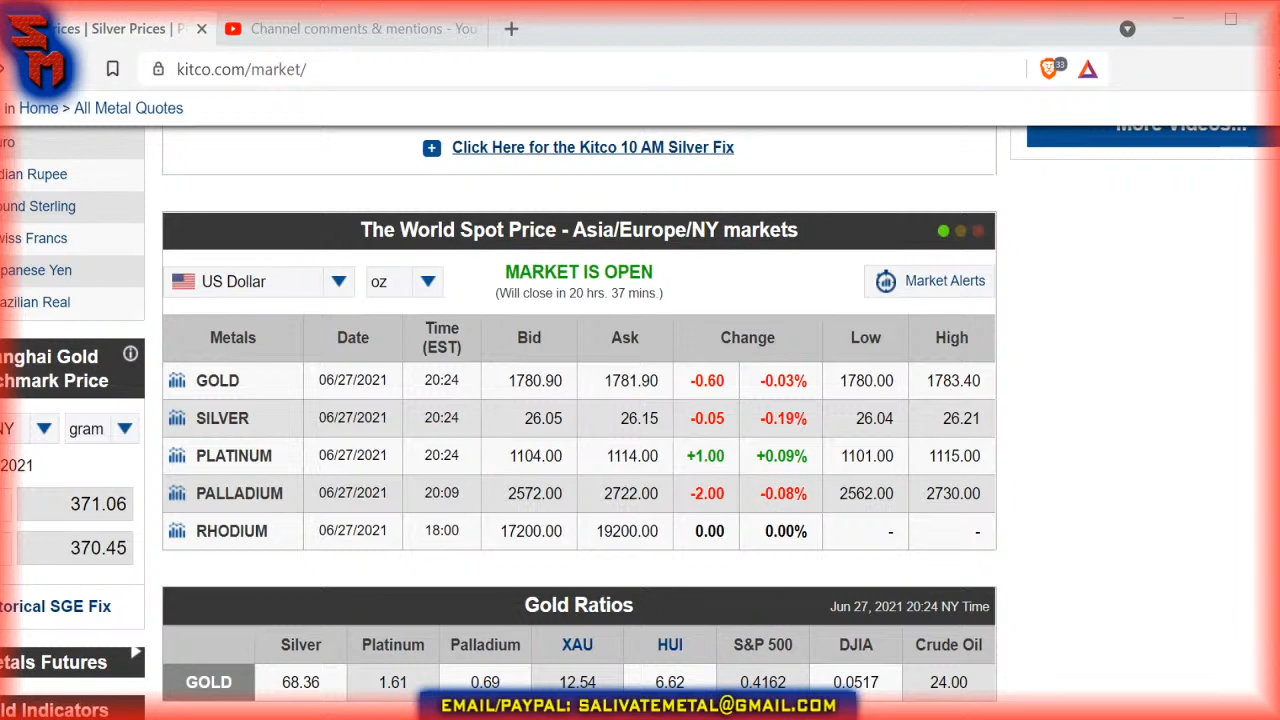 SM
rices | Silver Prices | P
Channel comments & mentions - You
kitco.com/market/
33
in Home > All Metal Quotes
More Videos...
uro
dian Rupee
ound Sterling
wiss Francs
panese Yen
azilian Real
Click Here for the Kitco 10 AM Silver Fix
The World Spot Price - Asia/Europe/NY markets
US Dollar
oz
MARKET IS OPEN
(Will close in 20 hrs. 37 mins.)
Market Alerts
Metals Date Time (EST) Bid Ask Change Low High
GOLD 06/27/2021 20:24 1780.90 1781.90 -0.60 -0.03% 1780.00 1783.40
SILVER 06/27/2021 20:24 26.05 26.15 -0.05 -0.19% 26.04 26.21
PLATINUM 06/27/2021 20:24 1104.00 1114.00 +1.00 +0.09% 1101.00 1115.00
PALLADIUM 06/27/2021 20:09 2572.00 2722.00 -2.00 -0.08% 2562.00 2730.00
RHODIUM 06/27/2021 18:00 17200.00 19200.00 0.00 0.00% - -
anghai Gold
chmark Price
NY
gram
2021
371.06
370.45
torical SGE Fix
etals Futures
ld Indicators
Gold Ratios
Jun 27, 2021 20:24 NY Time
Silver Platinum Palladium XAU HUI S&P 500 DJIA Crude Oil
GOLD 68.36 1.61 0.69 12.54 6.62 0.4162 0.0517 24.00
EMAIL/PAYPAL: SALIVATEMETAL@GMAIL.COM